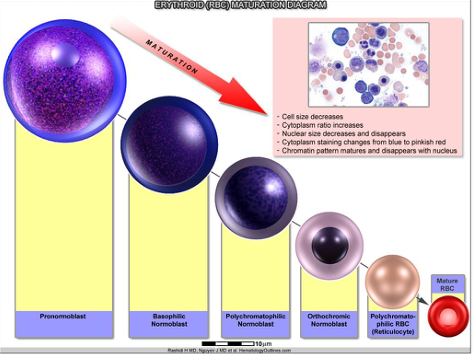 ERYTHROID (RBC) MATURATION DIAGRAM
MATURATION
- Cell size decreases
- Cytoplasm ratio increases
- Nuclear size decreases and disappears
- Cytoplasm staining changes from blue to pinkish red
- Chromatin pattern matures and disappears with nucleus
Pronormoblast
Basophilic
Normoblast
Polychromatophilic
Normoblast
Orthochromic
Normoblast
Polychromato-
philic RBC
(Reticulocyte)
Mature
RBC
10μm
Rashidi H MD, Nguyen J MD et al. HematologyOutlines.com